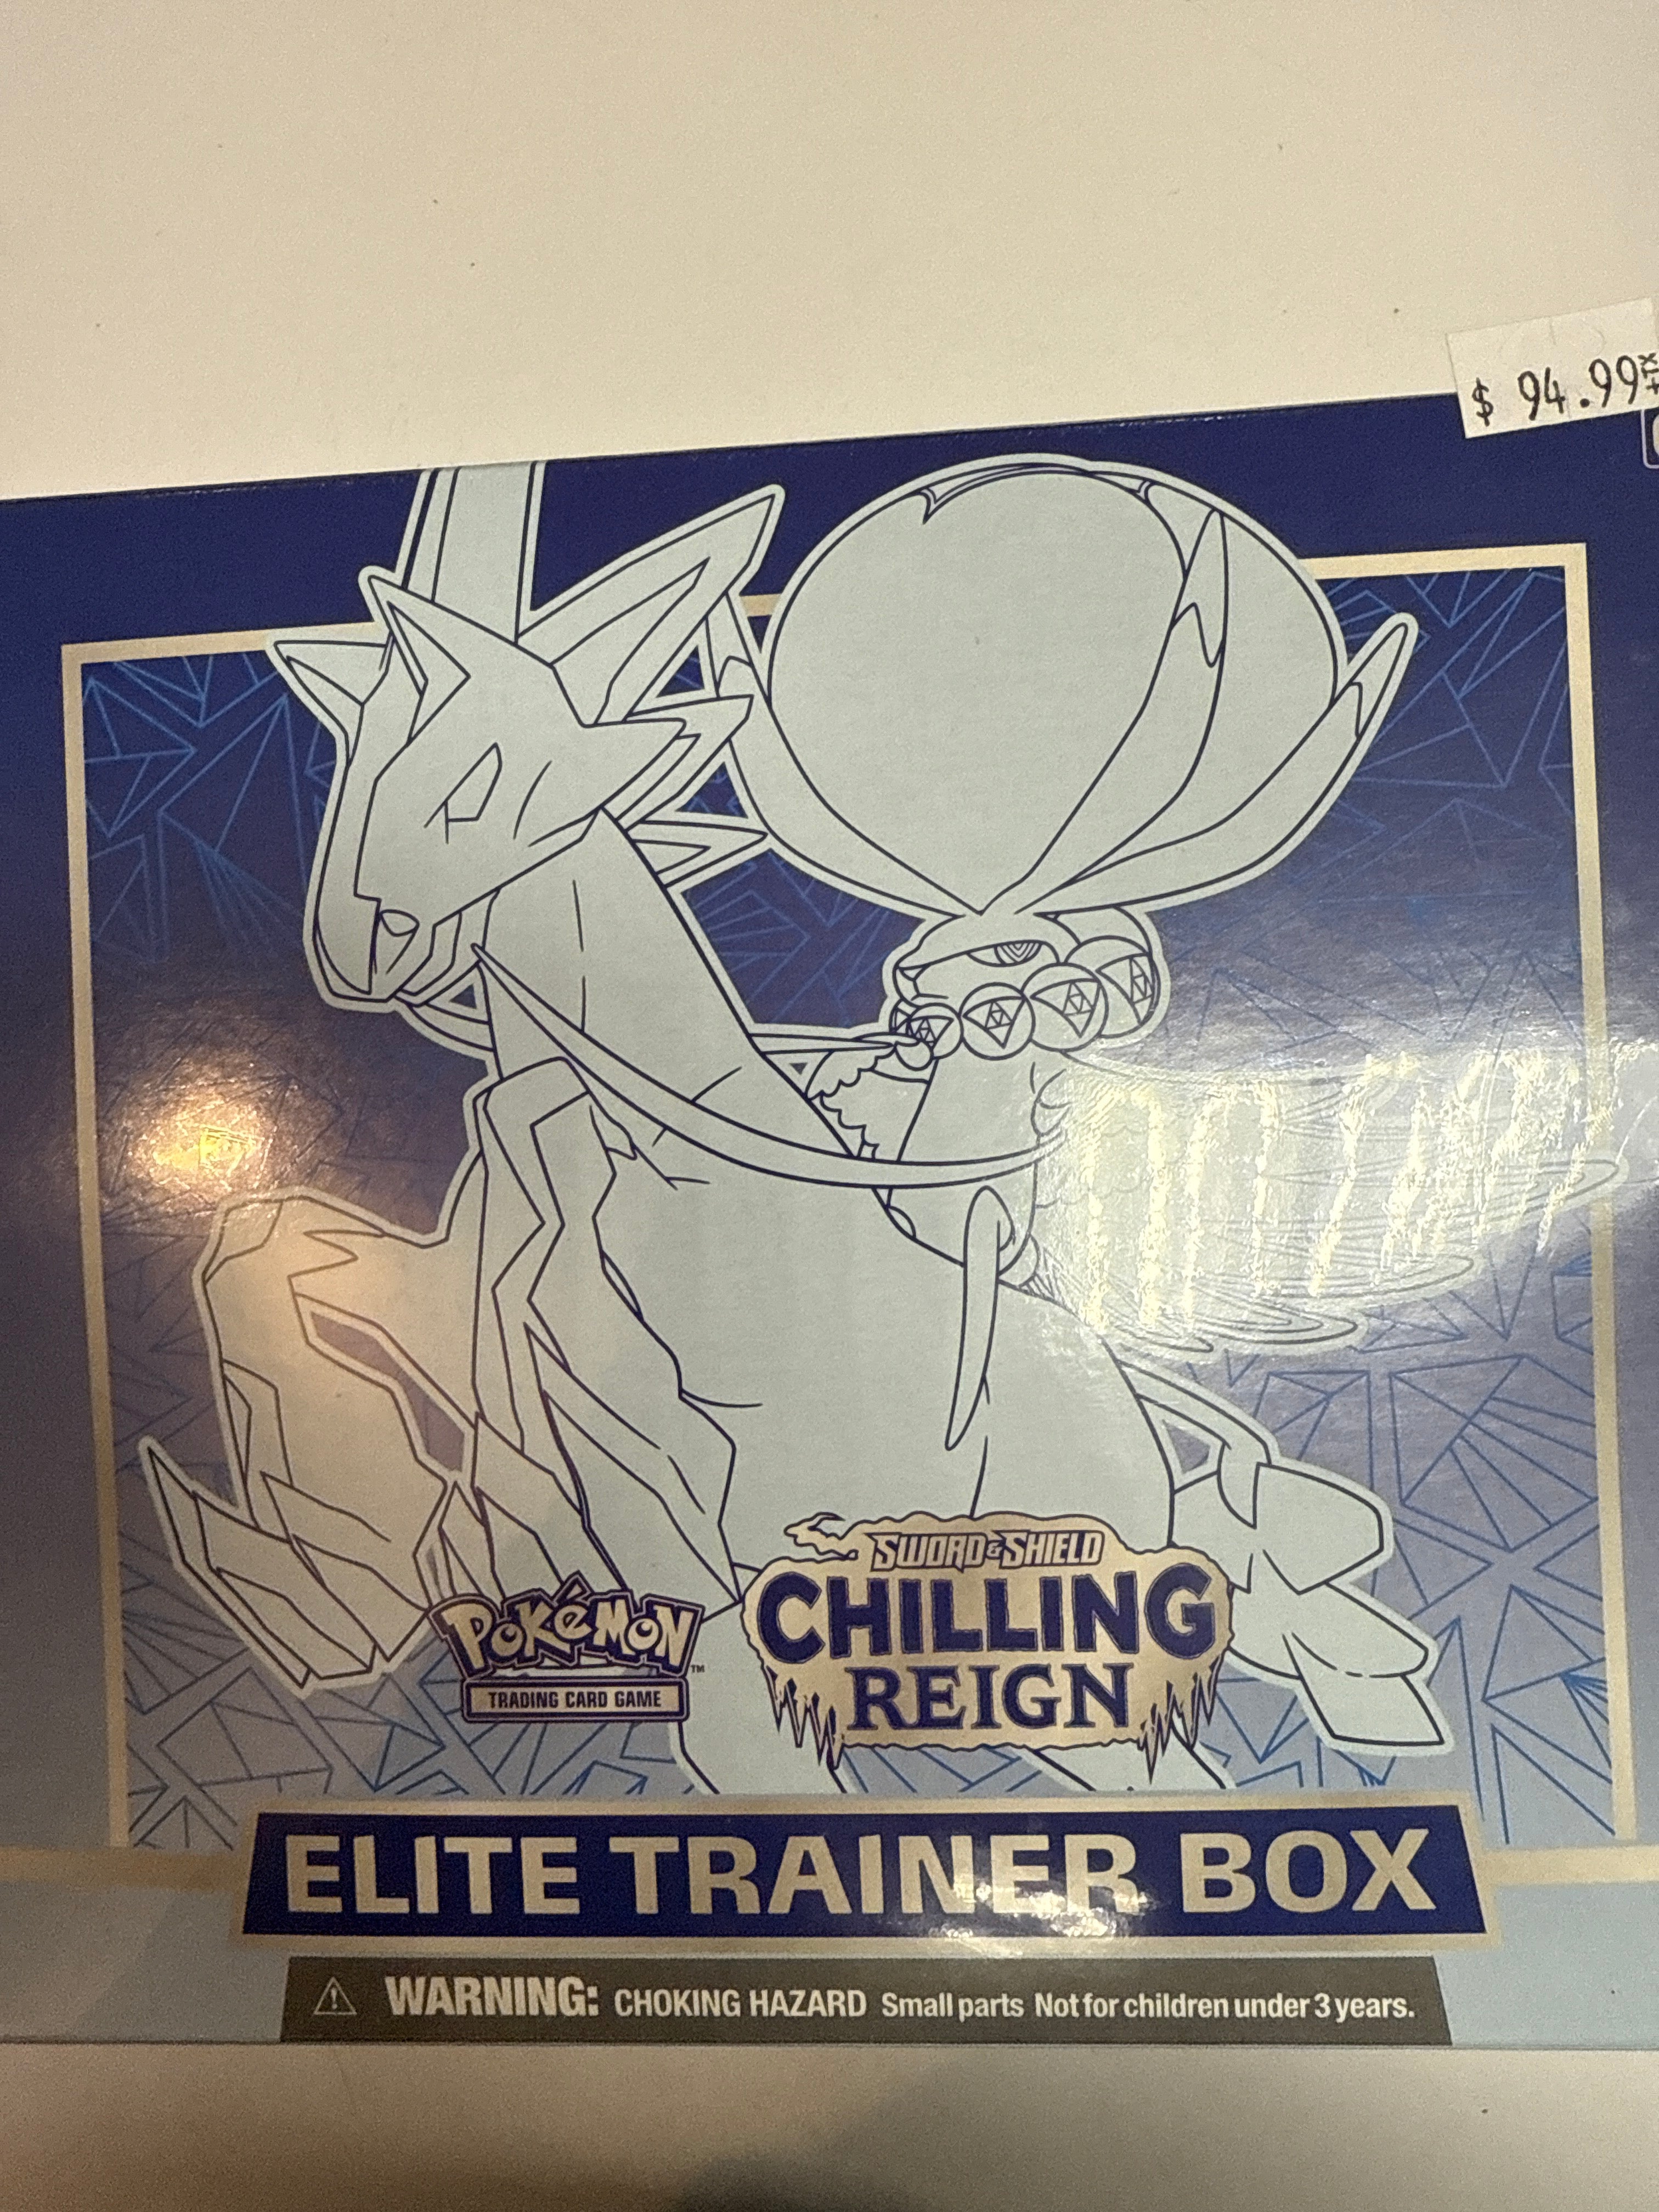 $ 94.99
SWORD & SHIELD
CHILLING
REIGN
POKéMON™
TRADING CARD GAME
ELITE TRAINER BOX
WARNING: CHOKING HAZARD Small parts Not for children under 3 years.